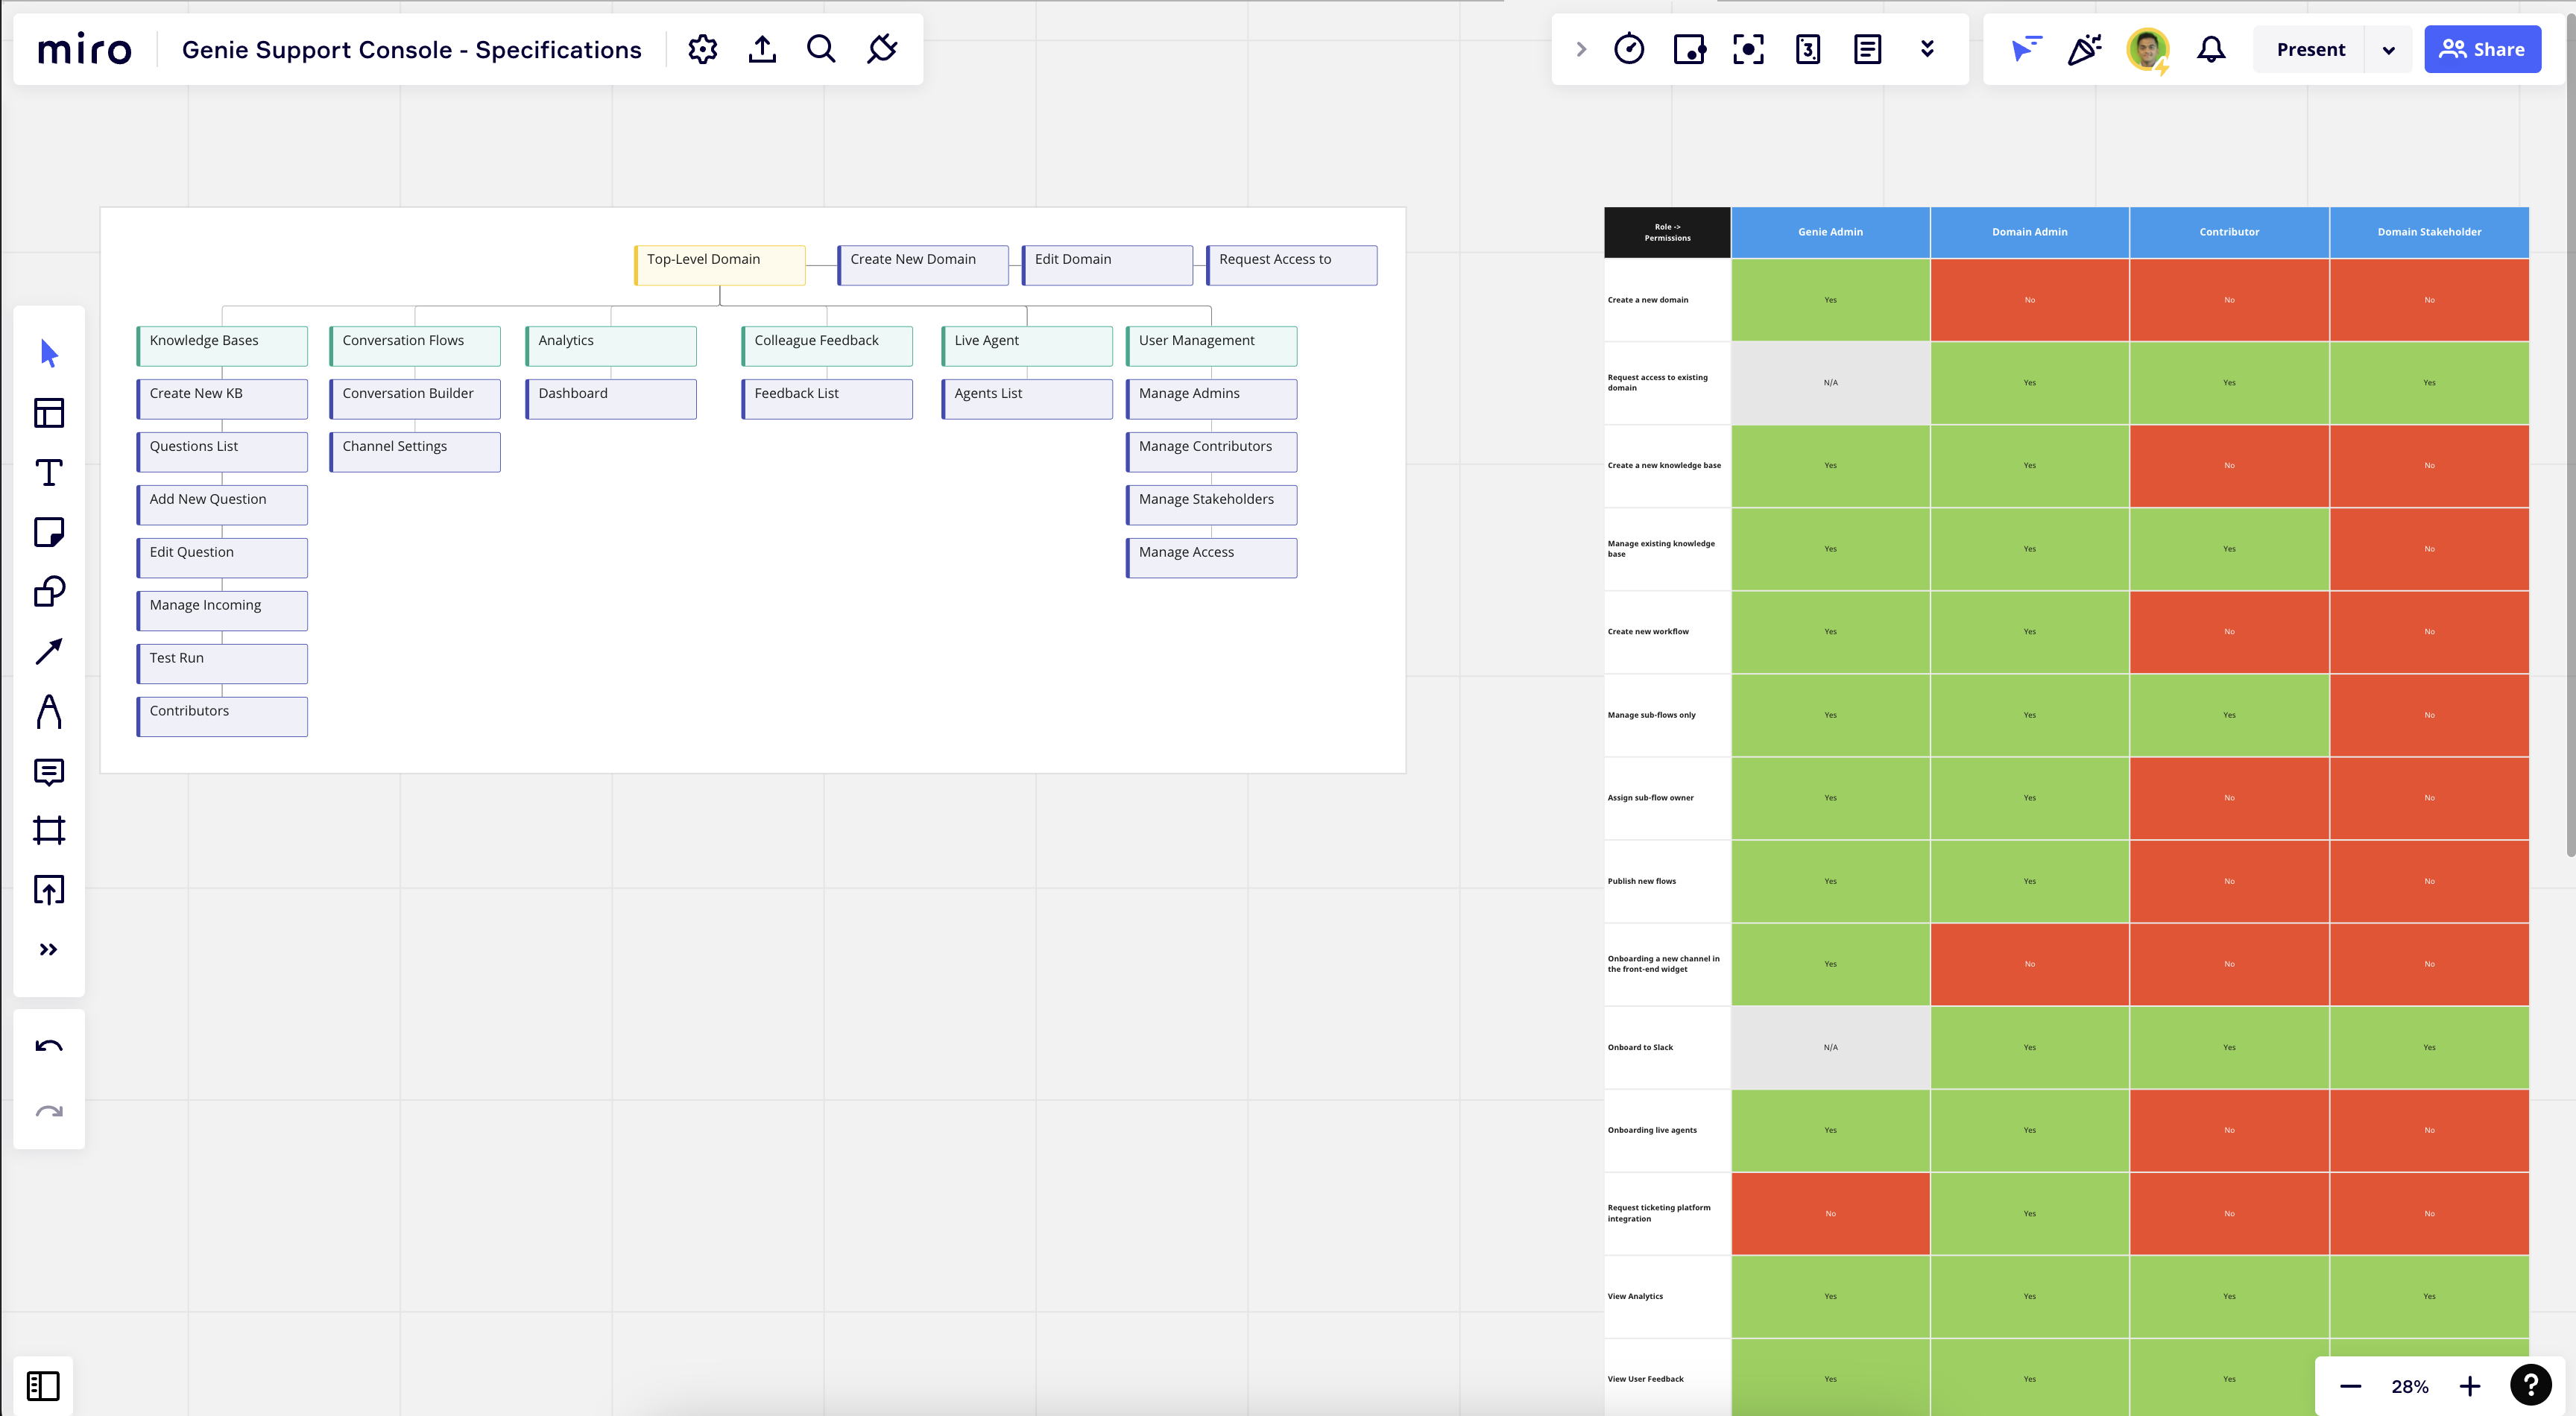 miro
Genie Support Console - Specifications
3
Present
Share
Top-Level Domain
Create New Domain
Edit Domain
Request Access to
Knowledge Bases
Conversation Flows
Analytics
Colleague Feedback
Live Agent
User Management
Create New KB
Conversation Builder
Dashboard
Feedback List
Agents List
Manage Admins
Questions List
Channel Settings
Manage Contributors
Add New Question
Manage Stakeholders
Edit Question
Manage Access
Manage Incoming
Test Run
Contributors
Role ->
Permissions
Genie Admin
Domain Admin
Contributor
Domain Stakeholder
Create a new domain
Yes
No
No
No
Request access to existing
domain
N/A
Yes
Yes
Yes
Create a new knowledge base
Yes
Yes
No
No
Manage existing knowledge
base
Yes
Yes
Yes
No
Create new workflow
Yes
Yes
No
No
Manage sub-flows only
Yes
Yes
Yes
No
Assign sub-flow owner
Yes
Yes
No
No
Publish new flows
Yes
Yes
No
No
Onboarding a new channel in
the front-end widget
Yes
No
No
No
Onboard to Slack
N/A
Yes
Yes
Yes
Onboarding live agents
Yes
Yes
No
No
Request ticketing platform
integration
No
Yes
No
No
View Analytics
Yes
Yes
Yes
Yes
View User Feedback
Yes
Yes
Yes
28%
?